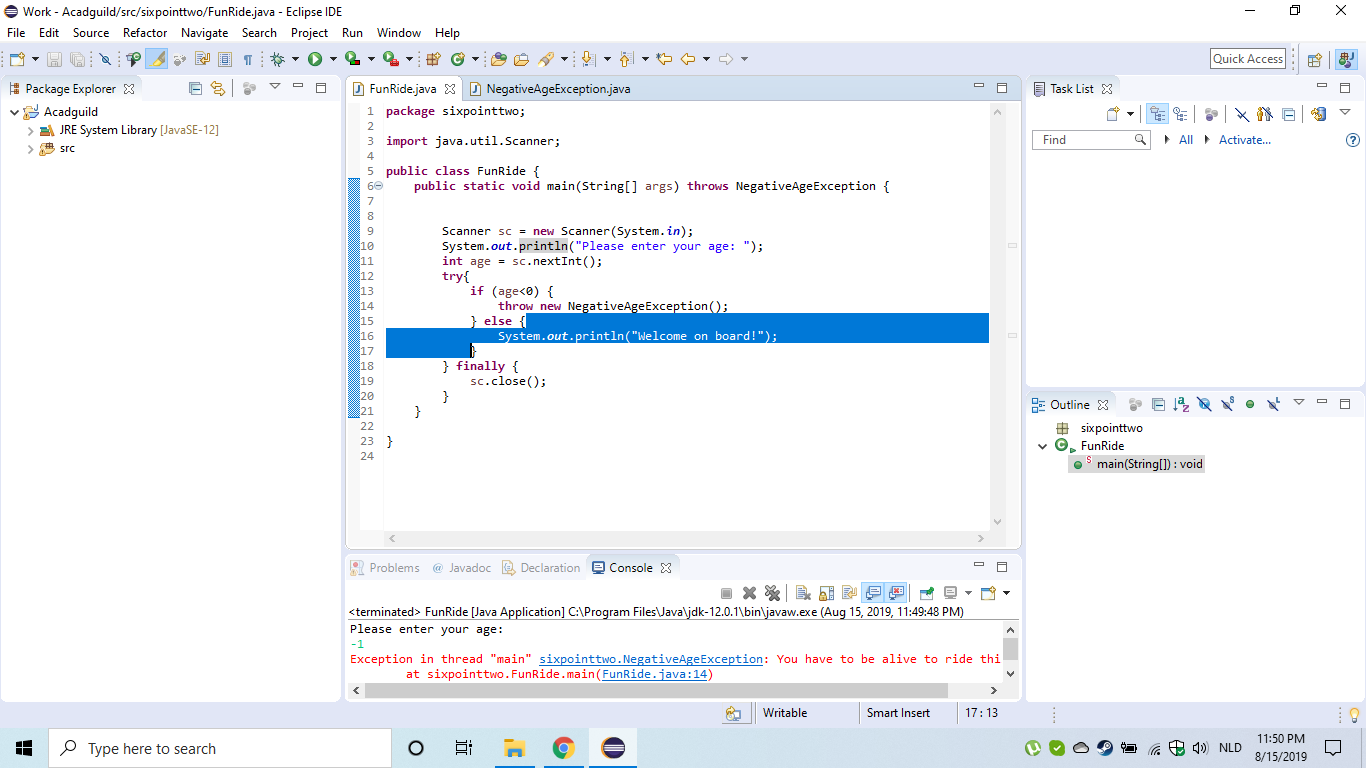 Work - Acadguild/src/sixpointtwo/FunRide.java - Eclipse IDE
File Edit Source Refactor Navigate Search Project Run Window Help
Quick Access
Package Explorer
Acadguild
JRE System Library [JavaSE-12]
src
FunRide.java NegativeAgeException.java
1 package sixpointtwo;
2
3 import java.util.Scanner;
4
5 public class FunRide {
6 public static void main(String[] args) throws NegativeAgeException {
7
8
9 Scanner sc = new Scanner(System.in);
10 System.out.println("Please enter your age: ");
11 int age = sc.nextInt();
12 try{
13 if (age<0) {
14 throw new NegativeAgeException();
15 } else {
16 System.out.println("Welcome on board!");
17 }
18 } finally {
19 sc.close();
20 }
21 }
22
23 }
24
Task List
Find All Activate...
Outline
sixpointtwo
FunRide
main(String[]) : void
Problems @ Javadoc Declaration Console
<terminated> FunRide [Java Application] C:\Program Files\Java\jdk-12.0.1\bin\javaw.exe (Aug 15, 2019, 11:49:48 PM)
Please enter your age:
-1
Exception in thread "main" sixpointtwo.NegativeAgeException: You have to be alive to ride thi
at sixpointtwo.FunRide.main(FunRide.java:14)
Writable Smart Insert 17 : 13
Type here to search
NLD
11:50 PM
8/15/2019